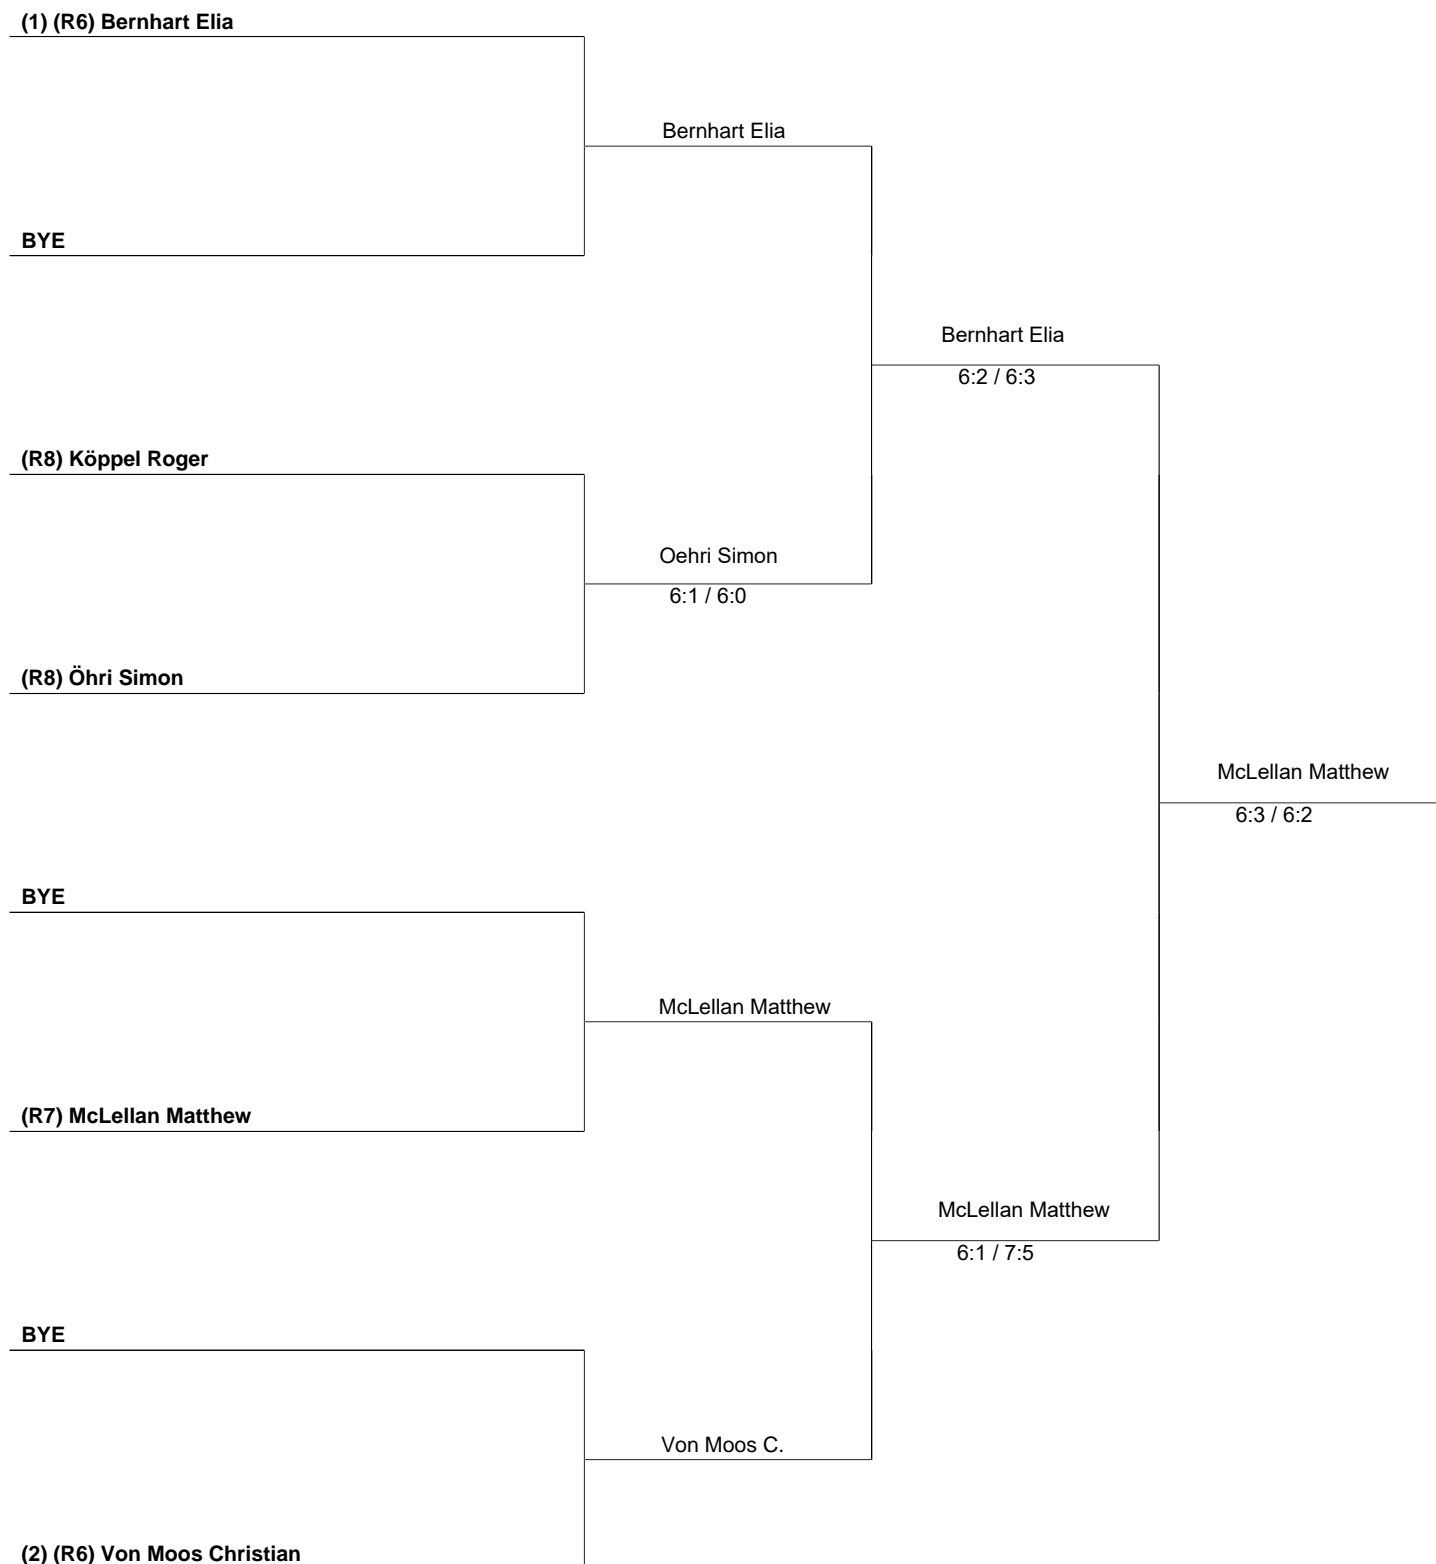 (1) (R6) Bernhart Elia
Bernhart Elia
BYE
Bernhart Elia
6:2 / 6:3
(R8) Köppel Roger
Oehri Simon
6:1 / 6:0
(R8) Öhri Simon
McLellan Matthew
6:3 / 6:2
BYE
McLellan Matthew
(R7) McLellan Matthew
McLellan Matthew
6:1 / 7:5
BYE
Von Moos C.
(2) (R6) Von Moos Christian